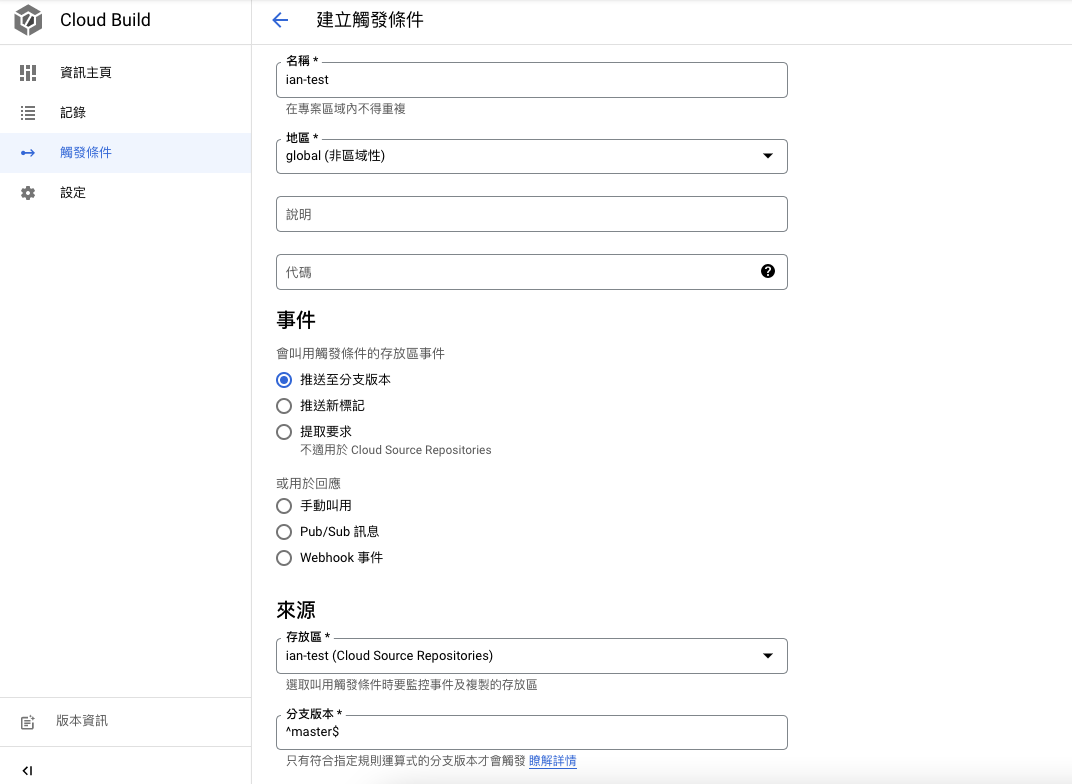 Cloud Build
建立觸發條件
資訊主頁
記錄
觸發條件
設定
名稱 *
ian-test
在專案區域內不得重複
地區 *
global (非區域性)
說明
代碼
事件
會叫用觸發條件的存放區事件
推送至分支版本
推送新標記
提取要求
不適用於 Cloud Source Repositories
或用於回應
手動叫用
Pub/Sub 訊息
Webhook 事件
來源
存放區 *
ian-test (Cloud Source Repositories)
選取叫用觸發條件時要監控事件及複製的存放區
分支版本 *
^master$
只有符合指定規則運算式的分支版本才會觸發 瞭解詳情
版本資訊